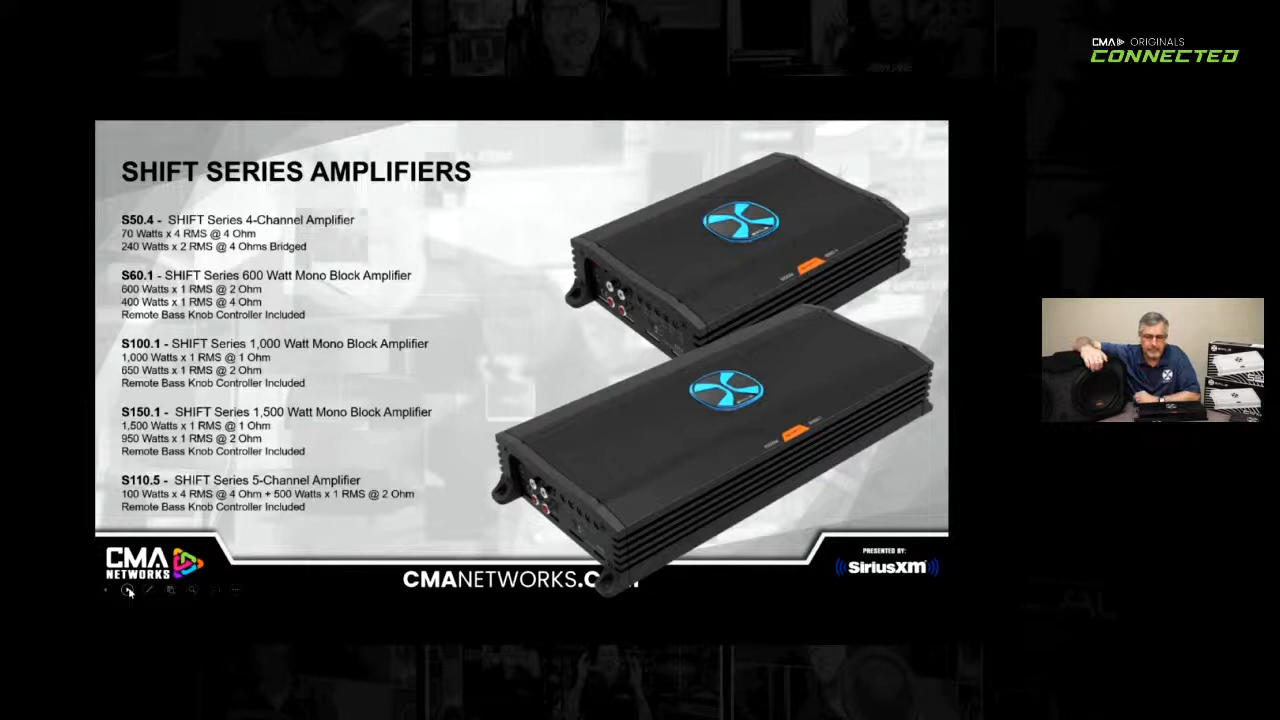 CMA ORIGINALS
CONNECTED
SHIFT SERIES AMPLIFIERS
S50.4 - SHIFT Series 4-Channel Amplifier
70 Watts x 4 RMS @ 4 Ohm
240 Watts x 2 RMS @ 4 Ohms Bridged
S60.1 - SHIFT Series 600 Watt Mono Block Amplifier
600 Watts x 1 RMS @ 2 Ohm
400 Watts x 1 RMS @ 4 Ohm
Remote Bass Knob Controller Included
S100.1 - SHIFT Series 1,000 Watt Mono Block Amplifier
1,000 Watts x 1 RMS @ 1 Ohm
650 Watts x 1 RMS @ 2 Ohm
Remote Bass Knob Controller Included
S150.1 - SHIFT Series 1,500 Watt Mono Block Amplifier
1,500 Watts x 1 RMS @ 1 Ohm
950 Watts x 1 RMS @ 2 Ohm
Remote Bass Knob Controller Included
S110.5 - SHIFT Series 5-Channel Amplifier
100 Watts x 4 RMS @ 4 Ohm + 500 Watts x 1 RMS @ 2 Ohm
Remote Bass Knob Controller Included
CMA
NETWORKS
PRESENTED BY:
SiriusXM